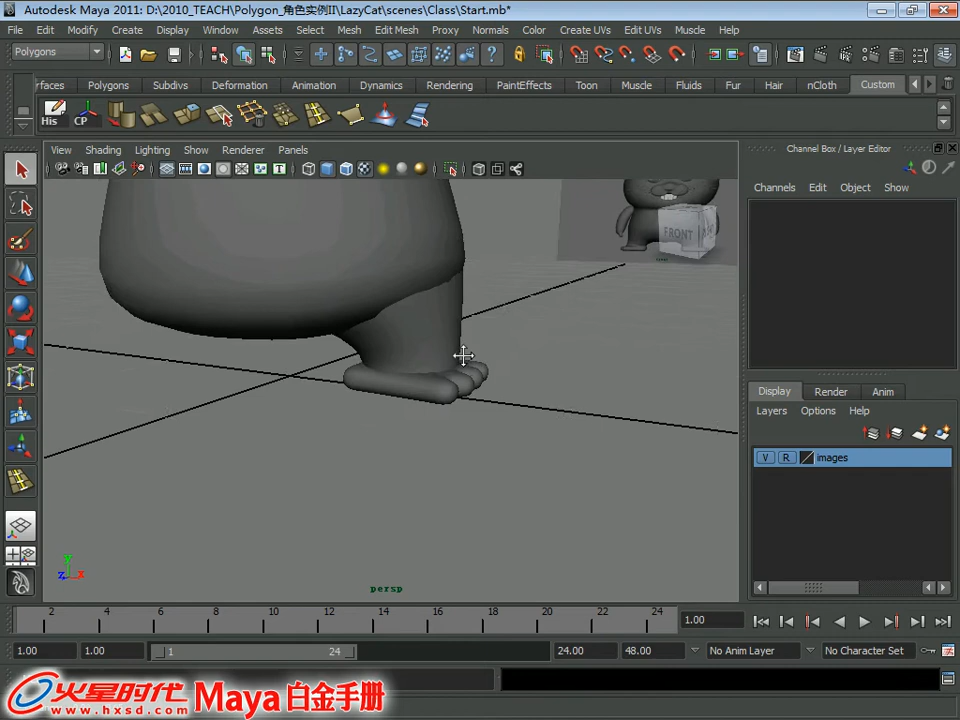 Autodesk Maya 2011: D:\2010_TEACH\Polygon_角色实例II\LazyCat\scenes\Class\Start.mb*
File Edit Modify Create Display Window Assets Select Mesh Edit Mesh Proxy Normals Color Create UVs Edit UVs Muscle Help
Polygons
rfaces Polygons Subdivs Deformation Animation Dynamics Rendering PaintEffects Toon Muscle Fluids Fur Hair nCloth Custom
His CP
View Shading Lighting Show Renderer Panels
Channel Box / Layer Editor
Channels Edit Object Show
FRONT
persp
Display Render Anim
Layers Options Help
V R images
2 4 6 8 10 12 14 16 18 20 22 24
1.00
1.00 1.00 1 24 24.00 48.00 No Anim Layer No Character Set
火星时代 Maya 白金手册
www.hxsd.com